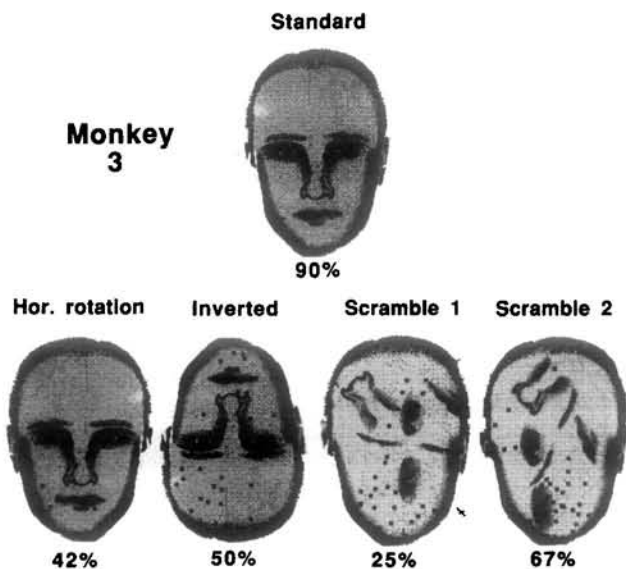 Standard
Monkey
3
90%
Hor. rotation Inverted Scramble 1 Scramble 2
42% 50% 25% 67%